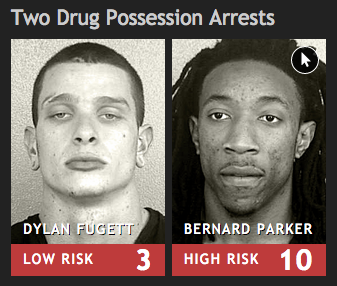 Two Drug Possession Arrests
DYLAN FUGETT
LOW RISK 3
BERNARD PARKER
HIGH RISK 10